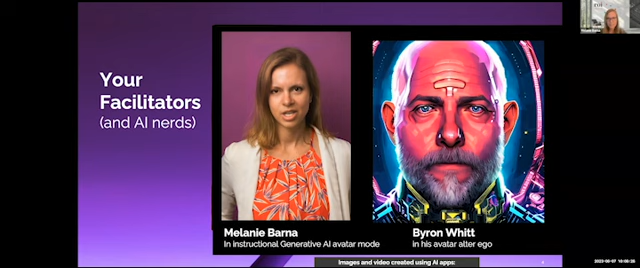 Your
Facilitators
(and AI nerds)
Melanie Barna
In instructional Generative AI avatar mode
Byron Whitt
in his avatar alter ego
Images and video created using AI apps: